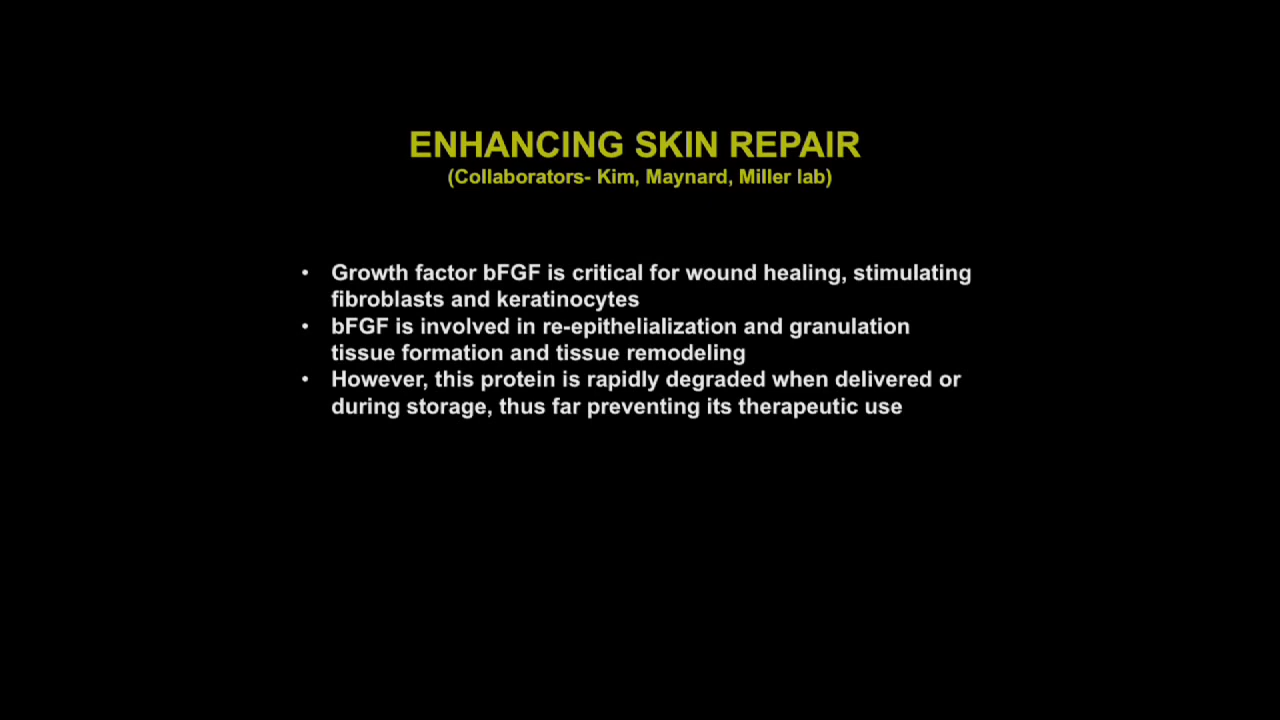 ENHANCING SKIN REPAIR
(Collaborators- Kim, Maynard, Miller lab)
• Growth factor bFGF is critical for wound healing, stimulating
fibroblasts and keratinocytes
• bFGF is involved in re-epithelialization and granulation
tissue formation and tissue remodeling
• However, this protein is rapidly degraded when delivered or
during storage, thus far preventing its therapeutic use